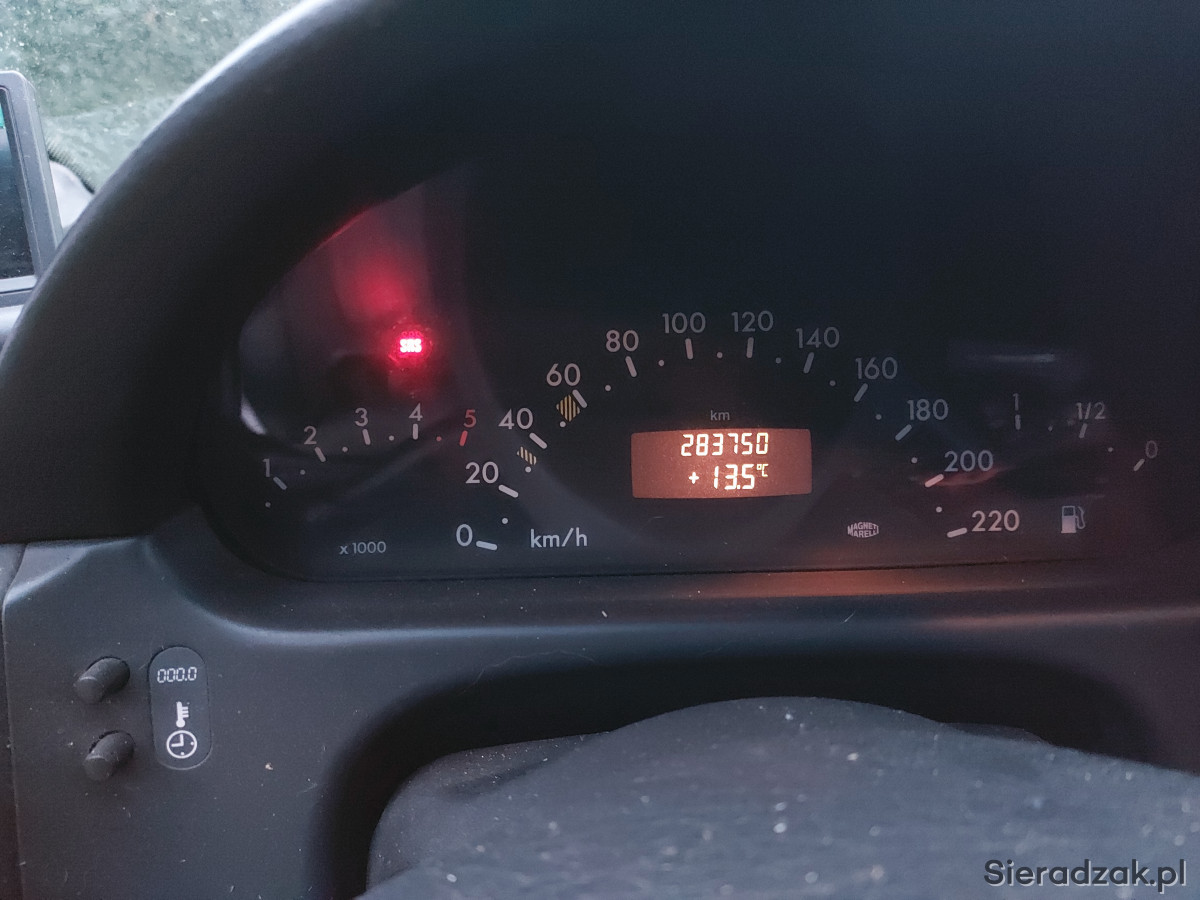 SRS
1 2 3 4 5
x1000
0 20 40 60 80 100 120 140 160 180 200 220
km/h
km
283750
+13.5°C
MAGNETI
MARELLI
1 1/2 0
000.0
Sieradzak.pl